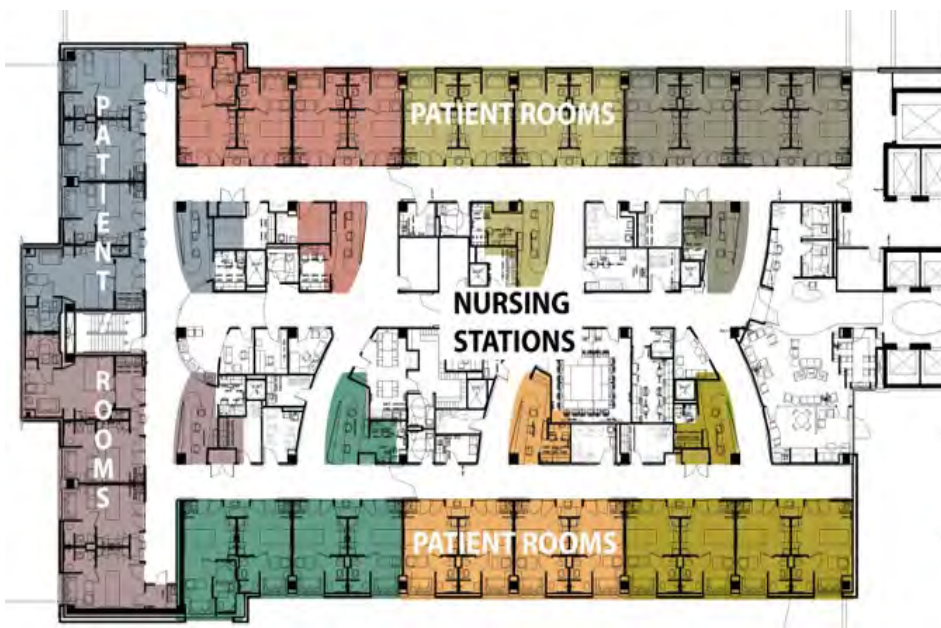 PATIENT ROOMS
PATIENT
ROOMS
NURSING
STATIONS
PATIENT ROOMS